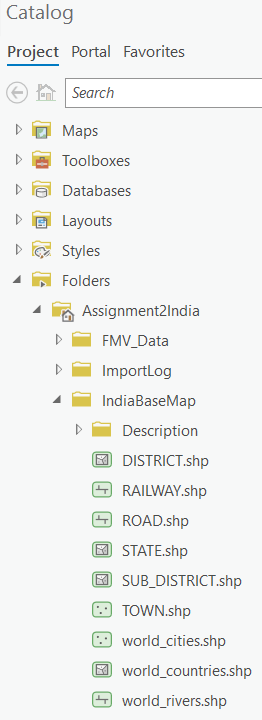 Catalog
Project Portal Favorites
Search
Maps
Toolboxes
Databases
Layouts
Styles
Folders
Assignment2India
FMV_Data
ImportLog
IndiaBaseMap
Description
DISTRICT.shp
RAILWAY.shp
ROAD.shp
STATE.shp
SUB_DISTRICT.shp
TOWN.shp
world_cities.shp
world_countries.shp
world_rivers.shp